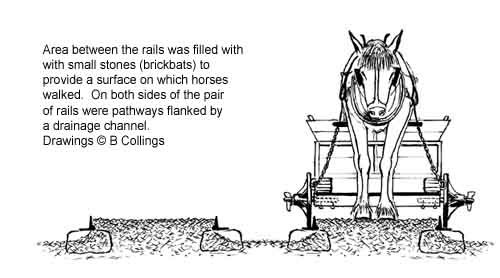 Area between the rails was filled with
with small stones (brickbats) to
provide a surface on which horses
walked. On both sides of the pair
of rails were pathways flanked by
a drainage channel.
Drawings © B Collings